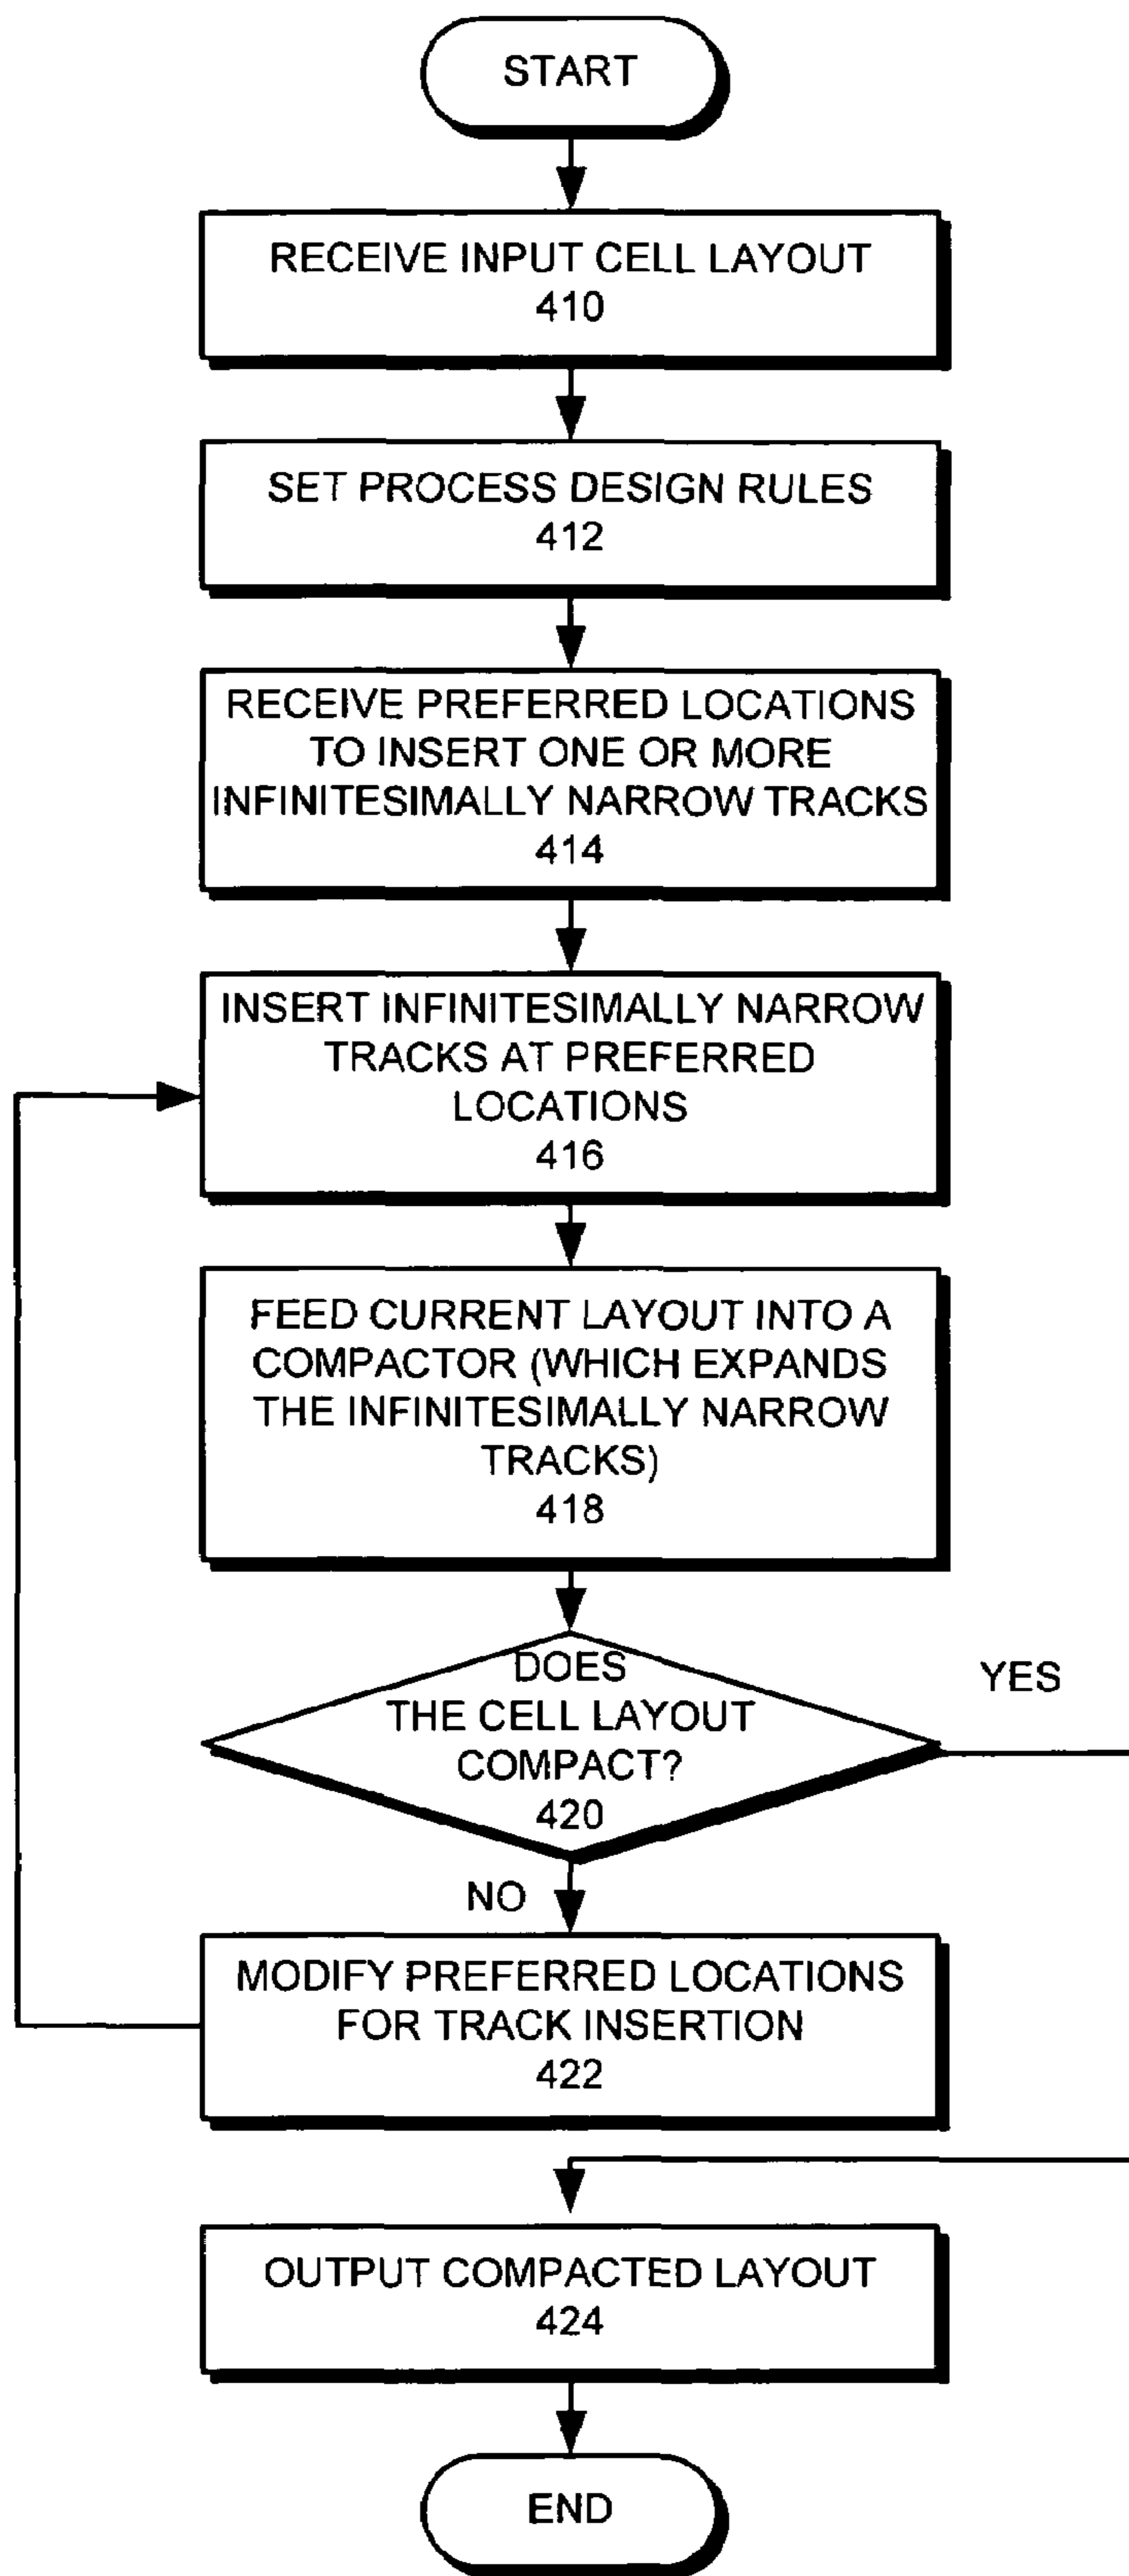 START
RECEIVE INPUT CELL LAYOUT
410
SET PROCESS DESIGN RULES
412
RECEIVE PREFERRED LOCATIONS
TO INSERT ONE OR MORE
INFINITESIMALLY NARROW TRACKS
414
INSERT INFINITESIMALLY NARROW
TRACKS AT PREFERRED
LOCATIONS
416
FEED CURRENT LAYOUT INTO A
COMPACTOR (WHICH EXPANDS
THE INFINITESIMALLY NARROW
TRACKS)
418
DOES
THE CELL LAYOUT
COMPACT?
420
YES
NO
MODIFY PREFERRED LOCATIONS
FOR TRACK INSERTION
422
OUTPUT COMPACTED LAYOUT
424
END